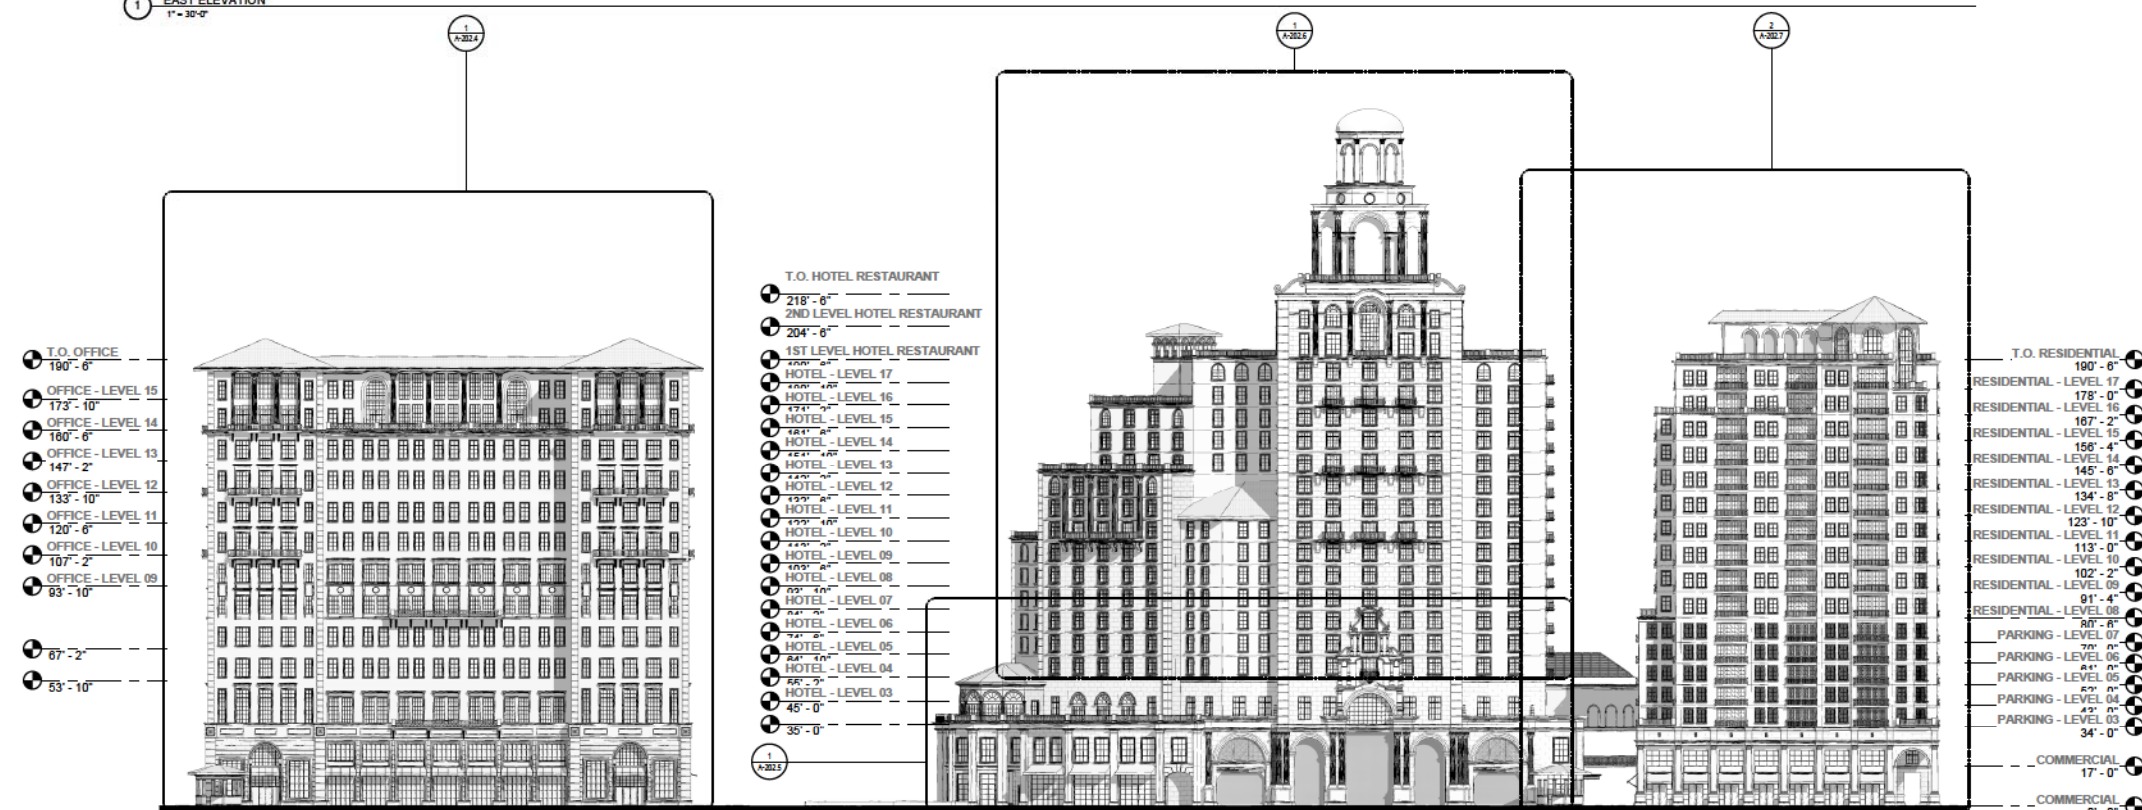 1 EAST ELEVATION
1" = 30'-0"
1
A-202.4
1
A-202.6
2
A-202.7
T.O. OFFICE
190' - 6"
OFFICE - LEVEL 15
173' - 10"
OFFICE - LEVEL 14
160' - 6"
OFFICE - LEVEL 13
147' - 2"
OFFICE - LEVEL 12
133' - 10"
OFFICE - LEVEL 11
120' - 6"
OFFICE - LEVEL 10
107' - 2"
OFFICE - LEVEL 09
93' - 10"
67' - 2"
53' - 10"
T.O. HOTEL RESTAURANT
218' - 6"
2ND LEVEL HOTEL RESTAURANT
204' - 6"
1ST LEVEL HOTEL RESTAURANT
HOTEL - LEVEL 17
HOTEL - LEVEL 16
HOTEL - LEVEL 15
HOTEL - LEVEL 14
HOTEL - LEVEL 13
HOTEL - LEVEL 12
HOTEL - LEVEL 11
HOTEL - LEVEL 10
HOTEL - LEVEL 09
HOTEL - LEVEL 08
HOTEL - LEVEL 07
HOTEL - LEVEL 06
HOTEL - LEVEL 05
HOTEL - LEVEL 04
55' - 2"
HOTEL - LEVEL 03
45' - 0"
35' - 0"
1
A-202.5
T.O. RESIDENTIAL
190' - 6"
RESIDENTIAL - LEVEL 17
178' - 0"
RESIDENTIAL - LEVEL 16
167' - 2"
RESIDENTIAL - LEVEL 15
156' - 4"
RESIDENTIAL - LEVEL 14
145' - 6"
RESIDENTIAL - LEVEL 13
134' - 8"
RESIDENTIAL - LEVEL 12
123' - 10"
RESIDENTIAL - LEVEL 11
113' - 0"
RESIDENTIAL - LEVEL 10
102' - 2"
RESIDENTIAL - LEVEL 09
91' - 4"
RESIDENTIAL - LEVEL 08
80' - 6"
PARKING - LEVEL 07
PARKING - LEVEL 06
PARKING - LEVEL 05
PARKING - LEVEL 04
PARKING - LEVEL 03
34' - 0"
COMMERCIAL
17' - 0"
COMMERCIAL